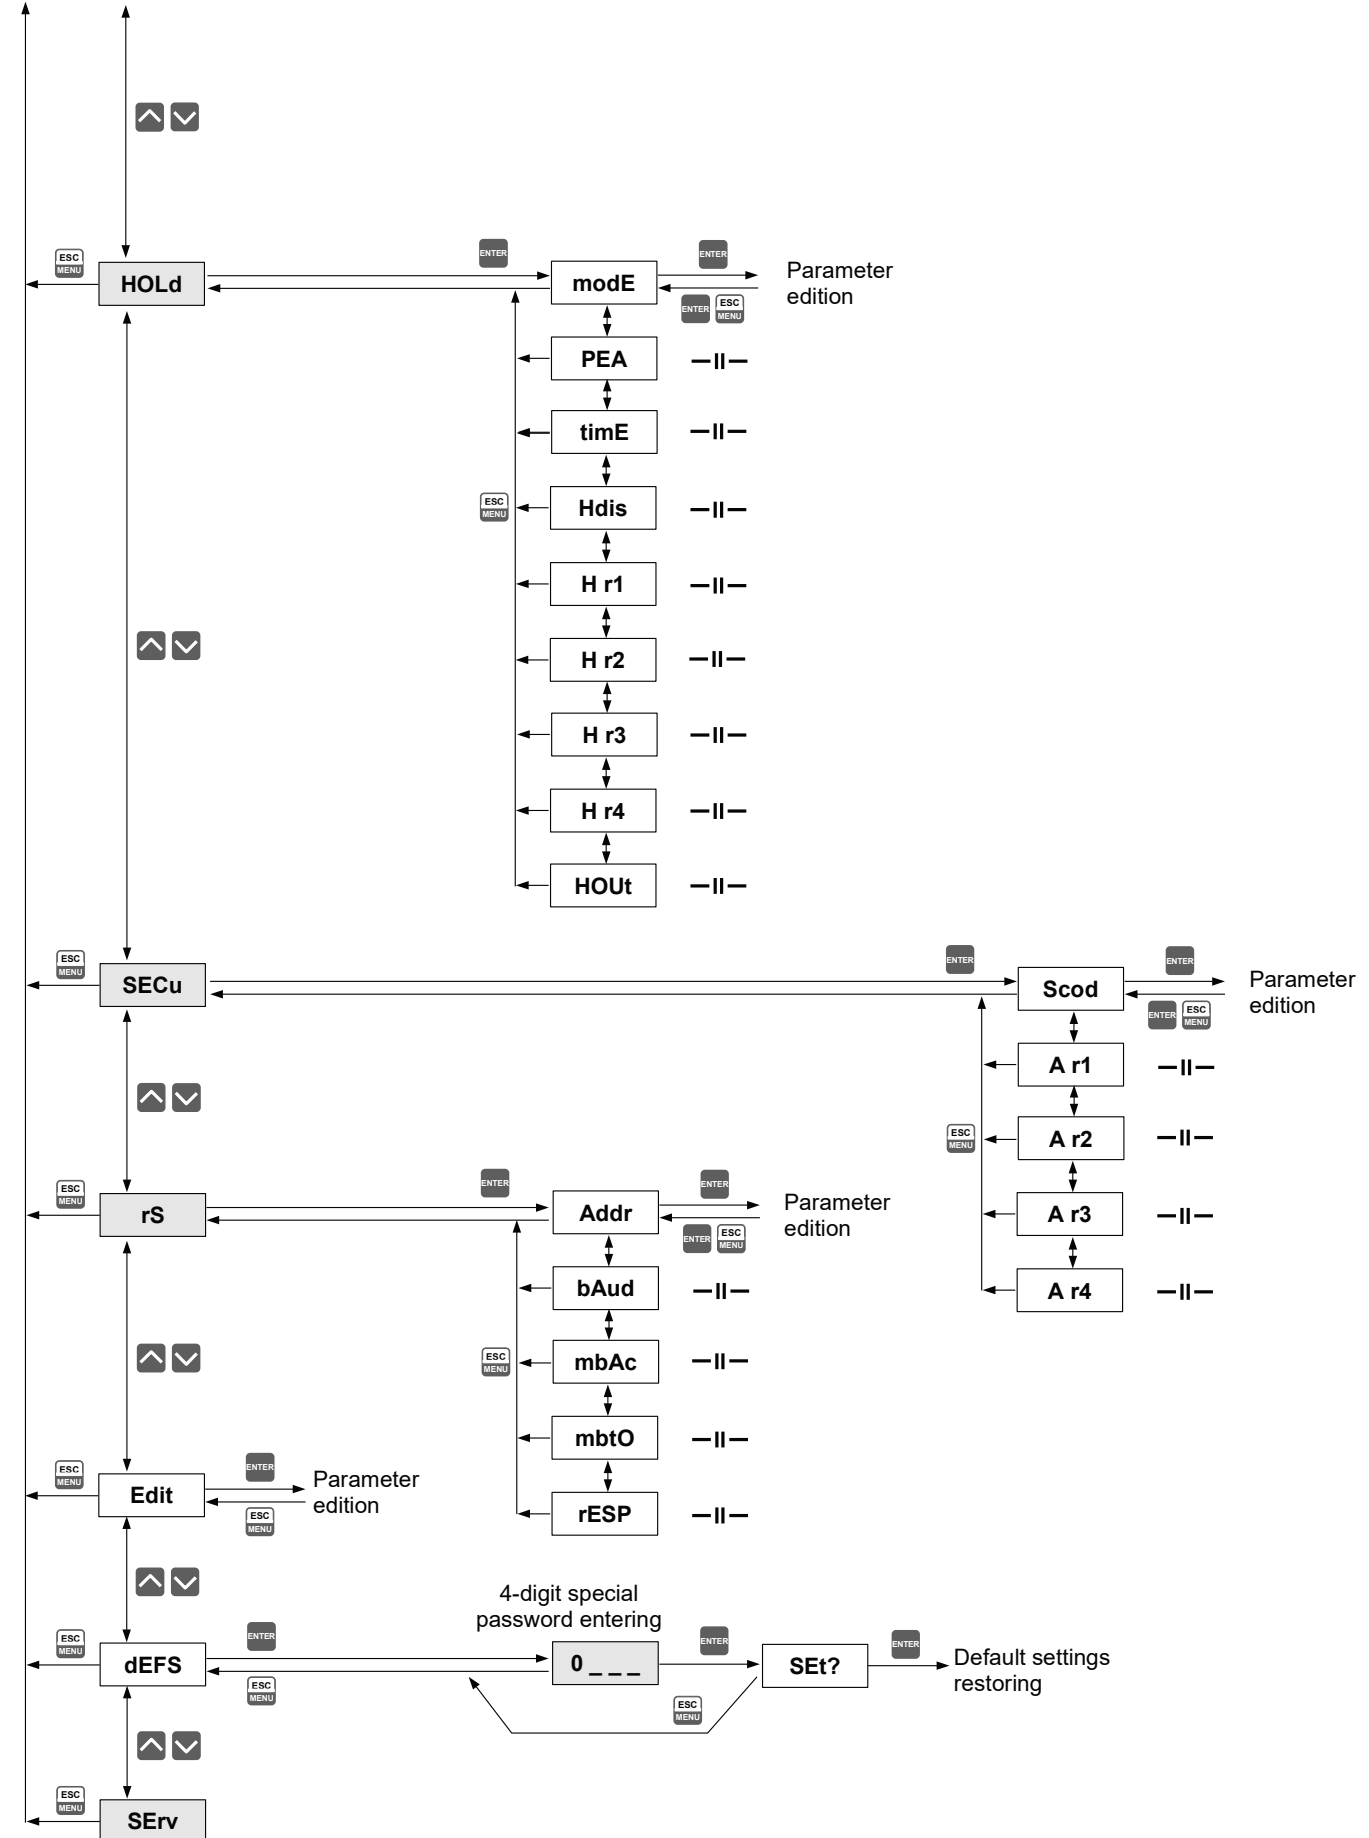 ESC
MENU
HOLd
ENTER
modE
ENTER
ENTER
ESC
MENU
Parameter
edition
PEA
—II—
timE
—II—
ESC
MENU
Hdis
—II—
H r1
—II—
H r2
—II—
H r3
—II—
H r4
—II—
HOUt
—II—
ESC
MENU
SECu
ENTER
Scod
ENTER
ENTER
ESC
MENU
Parameter
edition
A r1
—II—
ESC
MENU
A r2
—II—
A r3
—II—
A r4
—II—
ESC
MENU
rS
ENTER
Addr
ENTER
ENTER
ESC
MENU
Parameter
edition
bAud
—II—
ESC
MENU
mbAc
—II—
mbtO
—II—
rESP
—II—
ESC
MENU
Edit
ENTER
ESC
MENU
Parameter
edition
4-digit special
password entering
ESC
MENU
dEFS
ENTER
ESC
MENU
0 _ _ _
ENTER
SEt?
ESC
MENU
ENTER
Default settings
restoring
ESC
MENU
SErv